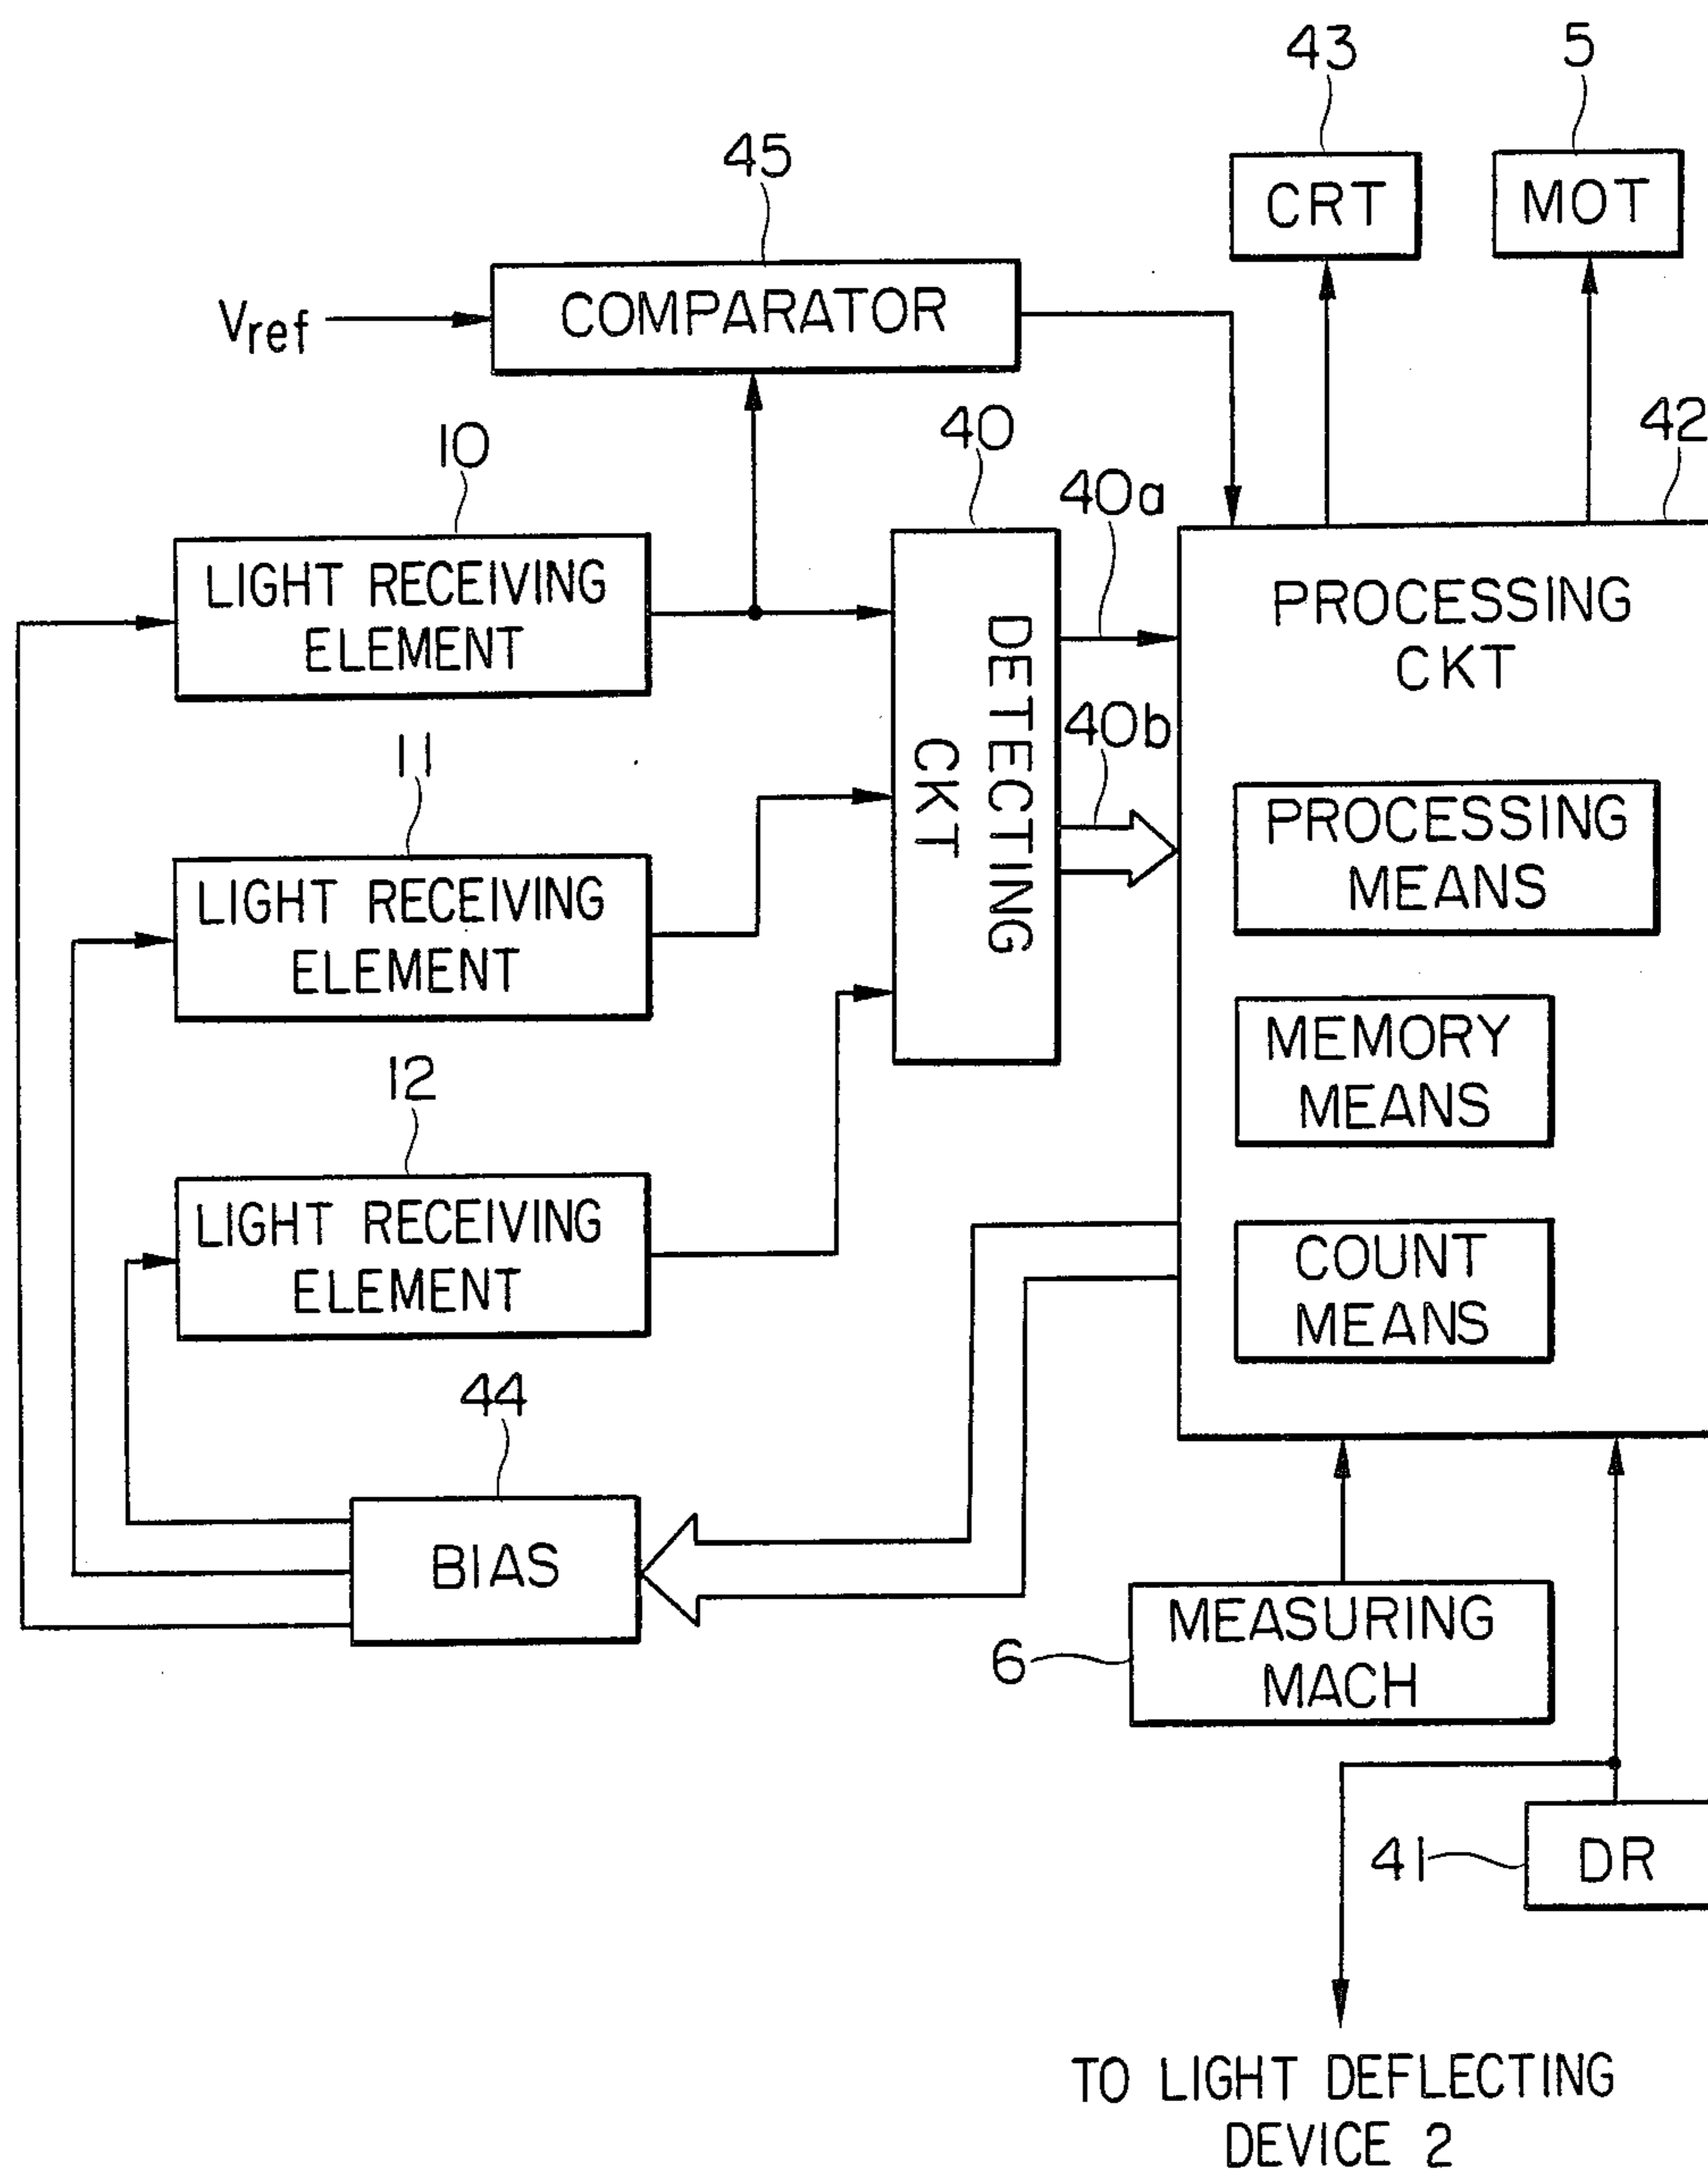 43
5
CRT
MOT
45
Vref
COMPARATOR
42
10
40
40a
LIGHT RECEIVING
ELEMENT
DETECTING
CKT
PROCESSING
CKT
40b
11
LIGHT RECEIVING
ELEMENT
PROCESSING
MEANS
MEMORY
MEANS
12
LIGHT RECEIVING
ELEMENT
COUNT
MEANS
44
BIAS
6
MEASURING
MACH
41
DR
TO LIGHT DEFLECTING
DEVICE 2